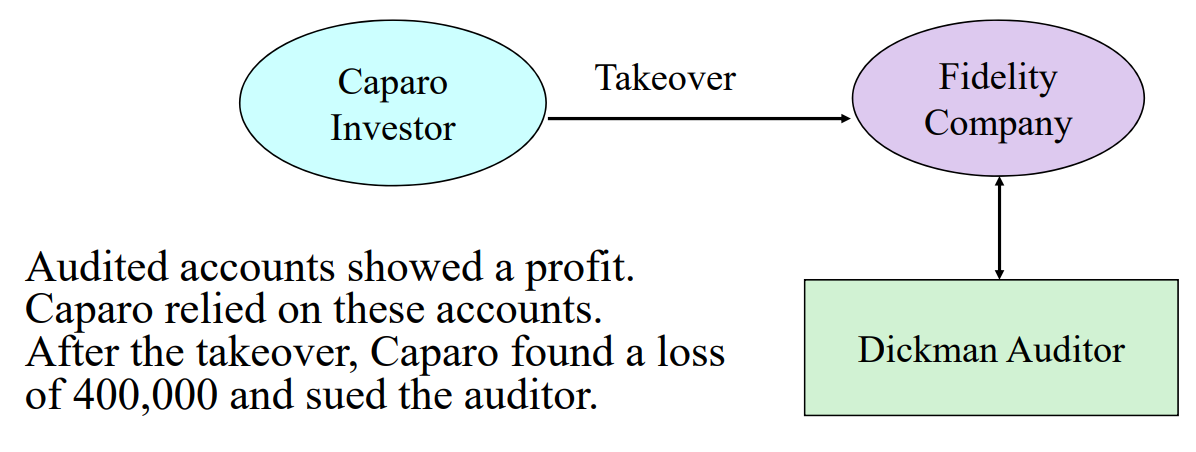 Caparo
Investor
Takeover
Fidelity
Company
Audited accounts showed a profit.
Caparo relied on these accounts.
After the takeover, Caparo found a loss
of 400,000 and sued the auditor.
Dickman Auditor